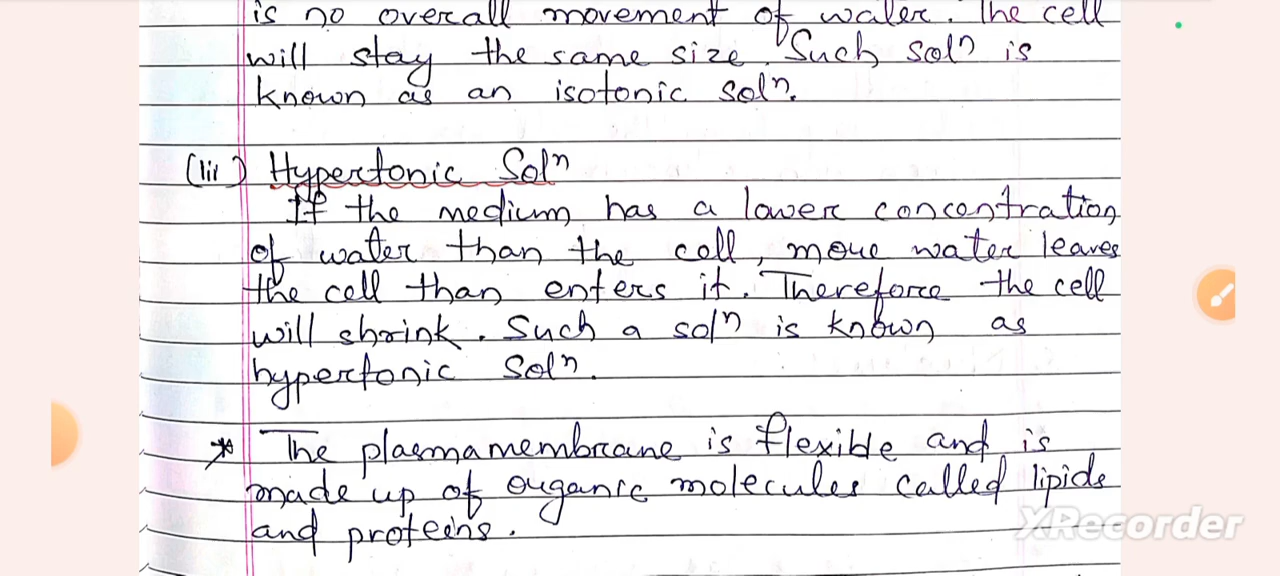 is no overall movement of water. The cell
will stay the same size. Such solⁿ is
known as an isotonic solⁿ.
(iii) Hypertonic Solⁿ
If the medium has a lower concentration
of water than the cell, more water leaves
the cell than enters it. Therefore the cell
will shrink. Such a solⁿ is known as
hypertonic solⁿ.
* The plasmamembrane is flexible and is
made up of organic molecules called lipids
and proteins.
XRecorder